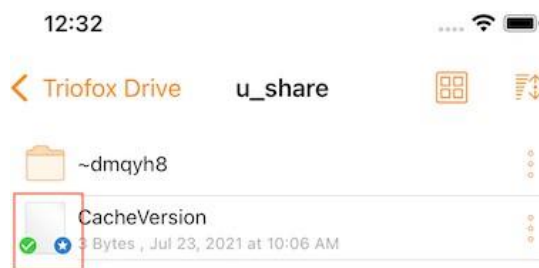 12:32
Triofox Drive u_share
~dmqyh8
CacheVersion
3 Bytes , Jul 23, 2021 at 10:06 AM